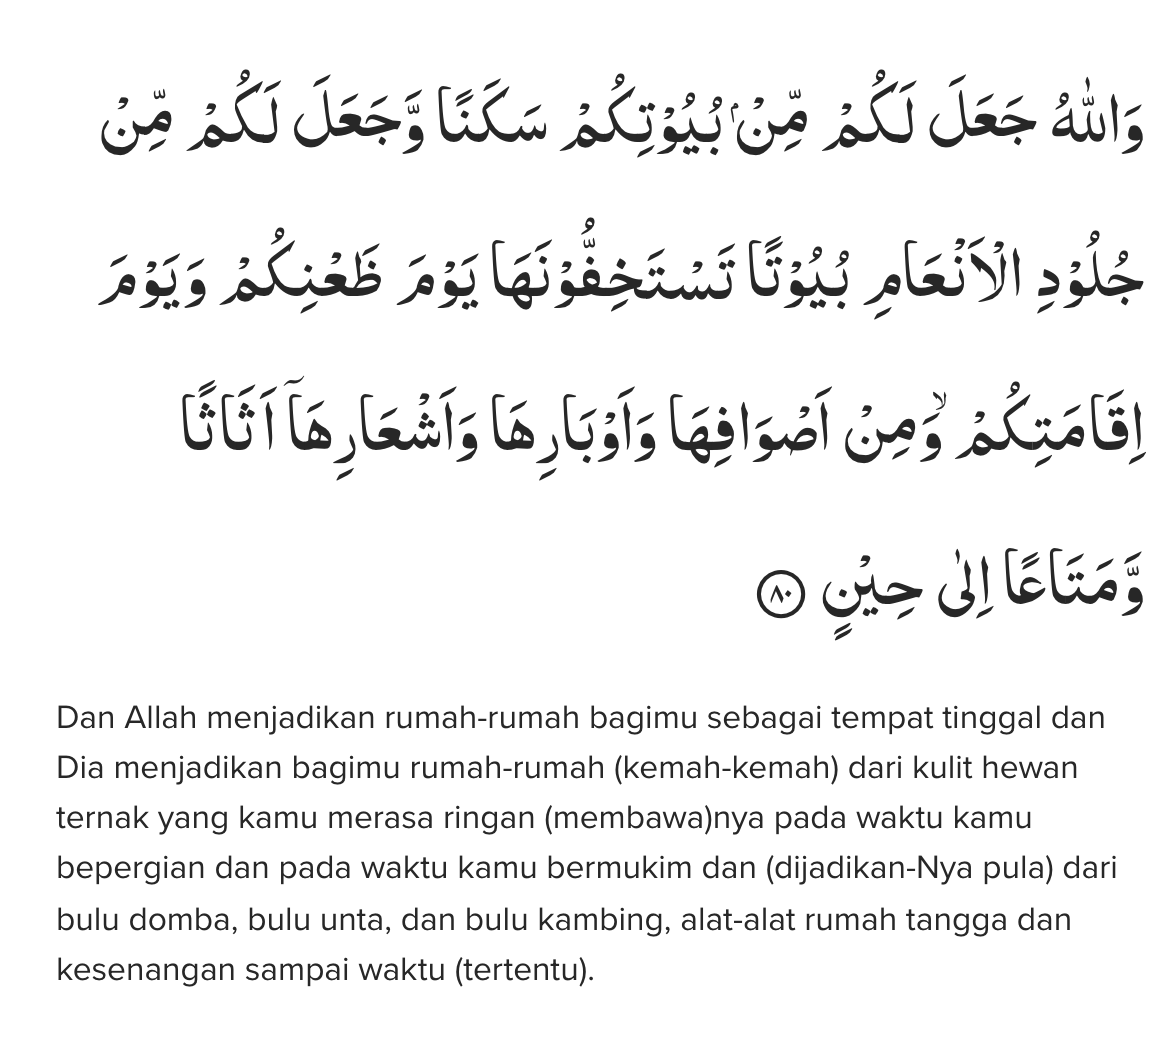 وَاللّٰهُ جَعَلَ لَكُمْ مِّنْۢ بُيُوْتِكُمْ سَكَنًا وَّجَعَلَ لَكُمْ مِّنْ
جُلُوْدِ الْاَنْعَامِ بُيُوْتًا تَسْتَخِفُّوْنَهَا يَوْمَ ظَعْنِكُمْ وَيَوْمَ
اِقَامَتِكُمْ ۙ وَمِنْ اَصْوَافِهَا وَاَوْبَارِهَا وَاَشْعَارِهَآ اَثَاثًا
وَّمَتَاعًا اِلٰى حِيْنٍ ٨٠
Dan Allah menjadikan rumah-rumah bagimu sebagai tempat tinggal dan
Dia menjadikan bagimu rumah-rumah (kemah-kemah) dari kulit hewan
ternak yang kamu merasa ringan (membawa)nya pada waktu kamu
bepergian dan pada waktu kamu bermukim dan (dijadikan-Nya pula) dari
bulu domba, bulu unta, dan bulu kambing, alat-alat rumah tangga dan
kesenangan sampai waktu (tertentu).